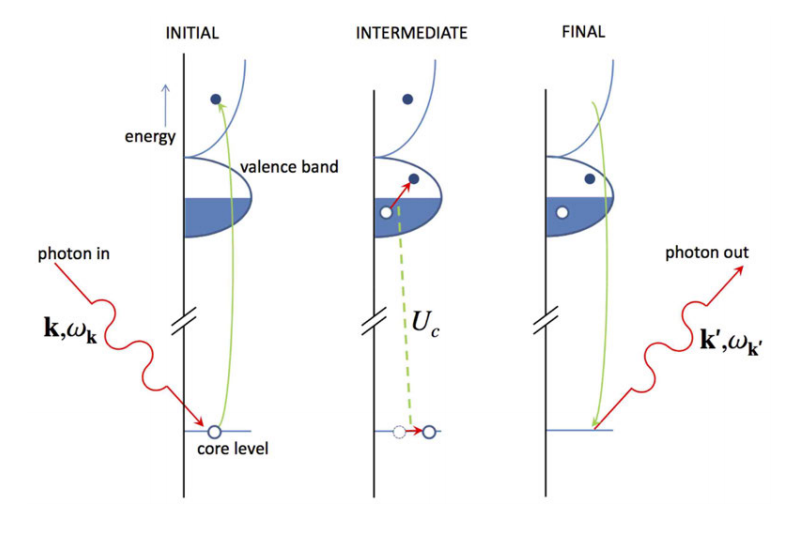 INITIAL
INTERMEDIATE
FINAL
energy
valence band
photon in
photon out
k,ωk
Uc
k′,ωk′
core level